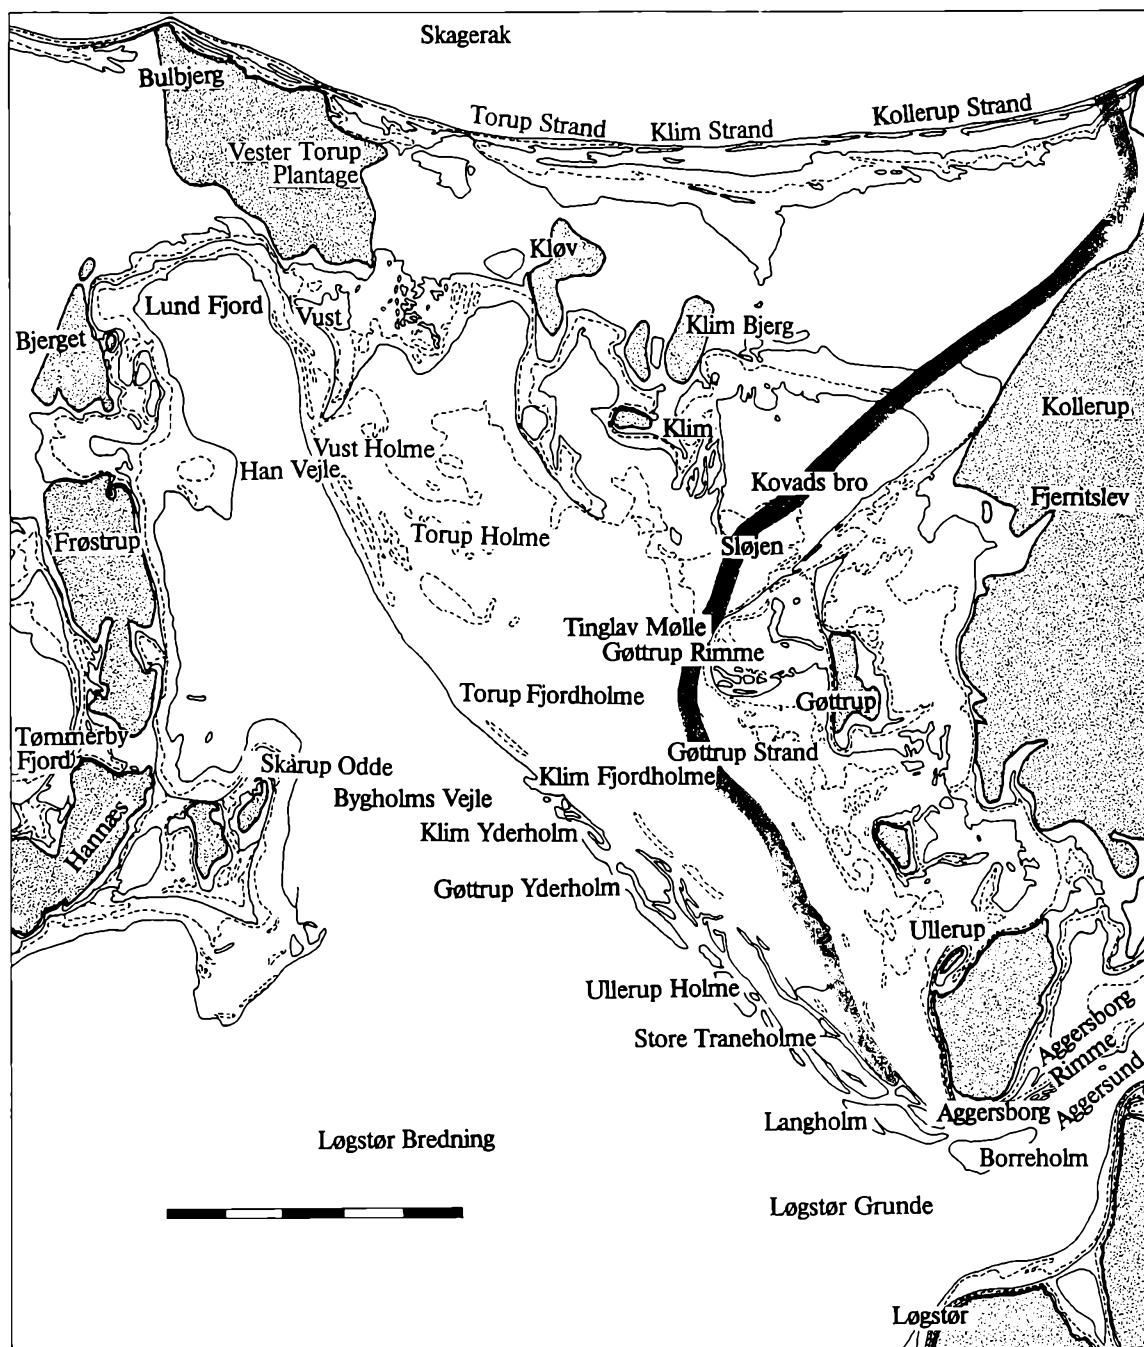 Skagerak
Bulbjerg
Torup Strand
Klim Strand
Kollerup Strand
Vester Torup
Plantage
Kløv
Lund Fjord
Vust
Bjerget
Klim Bjerg
Kollerup
Klim
Vust Holme
Han Vejle
Kovads bro
Fjerritslev
Frøstrup
Torup Holme
Sløjen
Tinglav Mølle
Gøttrup Rimme
Torup Fjordholme
Gøttrup
Tømmerby
Fjord
Gøttrup Strand
Skårup Odde
Klim Fjordholme
Bygholms Vejle
Hannæs
Klim Yderholm
Gøttrup Yderholm
Ullerup
Ullerup Holme
Store Traneholme
Aggersborg
Rimme
Aggersund
Langholm
Aggersborg
Løgstør Bredning
Borreholm
Løgstør Grunde
Løgstør